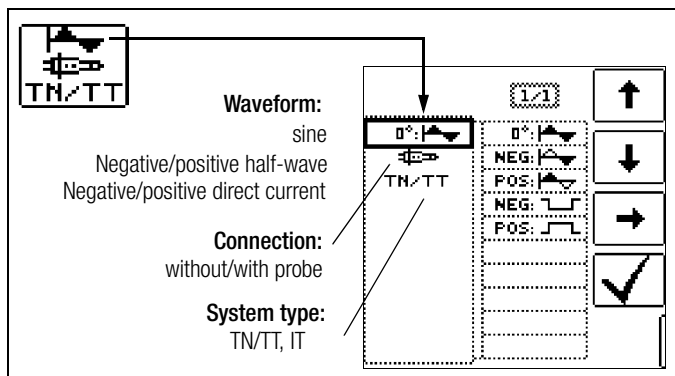 TN/TT
Waveform:
sine
Negative/positive half-wave
Negative/positive direct current
Connection:
without/with probe
System type:
TN/TT, IT
1/1
0°:
TN/TT
0°:
NEG:
POS:
NEG:
POS: